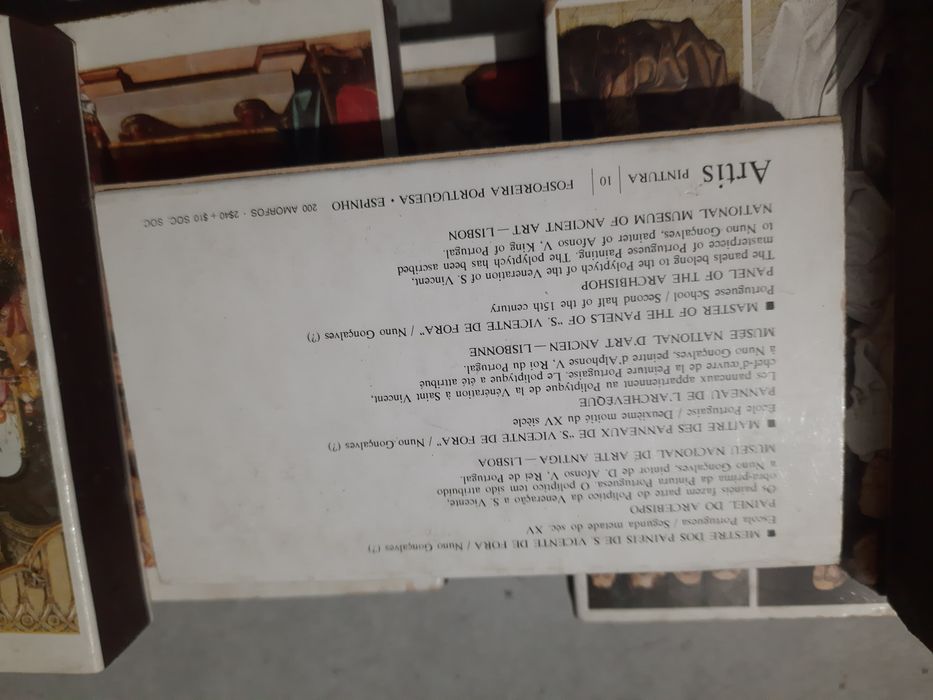 ■ MESTRE DOS PAINEIS DE S. VICENTE DE FORA / Nuno Gonçalves (?)
Escola Portuguesa / Segunda metade do séc. XV
PAINEL DO ARCEBISPO
Os painéis fazem parte do Políptico da Veneração a S. Vicente,
obra-prima da Pintura Portuguesa. O políptico tem sido atribuído
a Nuno Gonçalves, pintor de D. Afonso V, Rei de Portugal.
MUSEU NACIONAL DE ARTE ANTIGA — LISBOA
■ MAITRE DES PANNEAUX DE "S. VICENTE DE FORA" / Nuno Gonçalves (?)
École Portugaise / Deuxième moitié du XV siècle
PANNEAU DE L'ARCHEVÊQUE
Les panneaux appartiennent au Poliptyque de la Vénération à Saint Vincent,
chef-d'œuvre de la Peinture Portugaise. Le poliptyque a été attribué
à Nuno Gonçalves, peintre d'Alphonse V, Roi du Portugal.
MUSÉE NATIONAL D'ART ANCIEN — LISBONNE
■ MASTER OF THE PANELS OF "S. VICENTE DE FORA" / Nuno Gonçalves (?)
Portuguese School / Second half of the 15th century
PANEL OF THE ARCHBISHOP
The panels belong to the Polyptych of the Veneration of S. Vincent,
masterpiece of Portuguese Painting. The polyptych has been ascribed
to Nuno Gonçalves, painter of Afonso V, King of Portugal.
NATIONAL MUSEUM OF ANCIENT ART — LISBON
Artis PINTURA | 10 | FOSFOREIRA PORTUGUESA • ESPINHO 200 AMORFOS · 2$40 + $10 SOC. SOC.